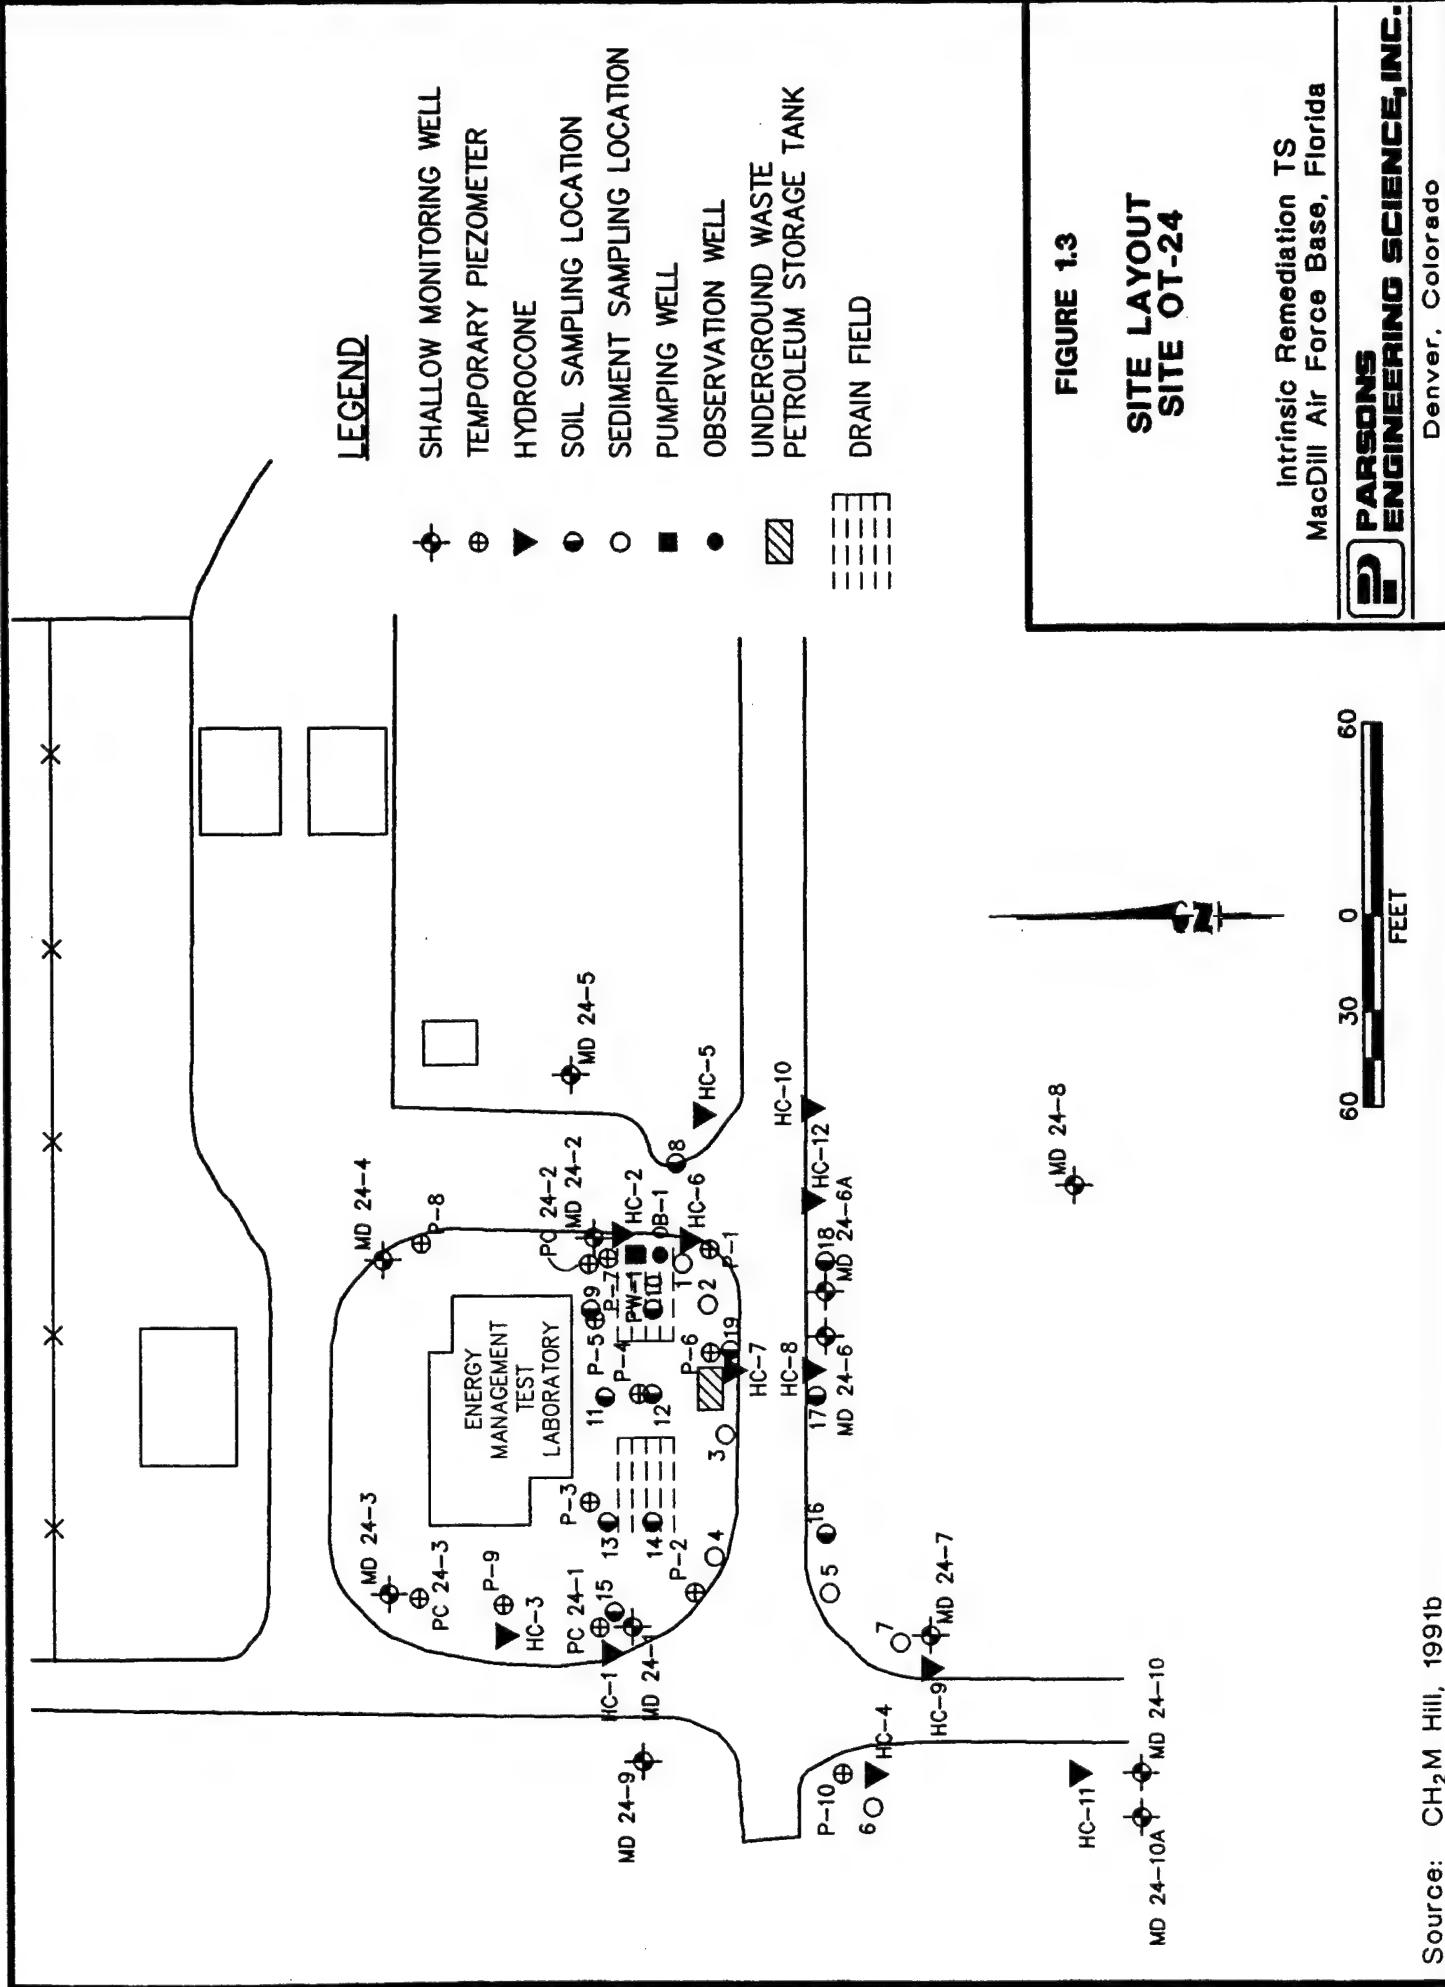 LEGEND
SHALLOW MONITORING WELL
TEMPORARY PIEZOMETER
HYDROCONE
SOIL SAMPLING LOCATION
SEDIMENT SAMPLING LOCATION
PUMPING WELL
OBSERVATION WELL
UNDERGROUND WASTE
PETROLEUM STORAGE TANK
DRAIN FIELD
MD 24-3
PC 24-3
P-9
HC-3
MD 24-4
P-8
ENERGY
MANAGEMENT
TEST
LABORATORY
MD 24-5
PC 24-1
15
HC-1
MD 24-1
MD 24-9
P-3
13
14
P-2
4
11
P-5
P-4
12
9
P-7
PW-1
10
PC 24-2
MD 24-2
HC-2
OB-1
HC-6
1
P-1
2
P-6
19
HC-7
3
8
HC-5
HC-10
HC-12
MD 24-6A
18
HC-8
17
MD 24-6
16
5
7
MD 24-7
HC-9
P-10
HC-4
6
HC-11
MD 24-10
MD 24-10A
MD 24-8
N
60 30 0 60
FEET
FIGURE 1.3
SITE LAYOUT
SITE OT-24
Intrinsic Remediation TS
MacDill Air Force Base, Florida
PARSONS
ENGINEERING SCIENCE, INC.
Denver, Colorado
Source: CH₂M Hill, 1991b